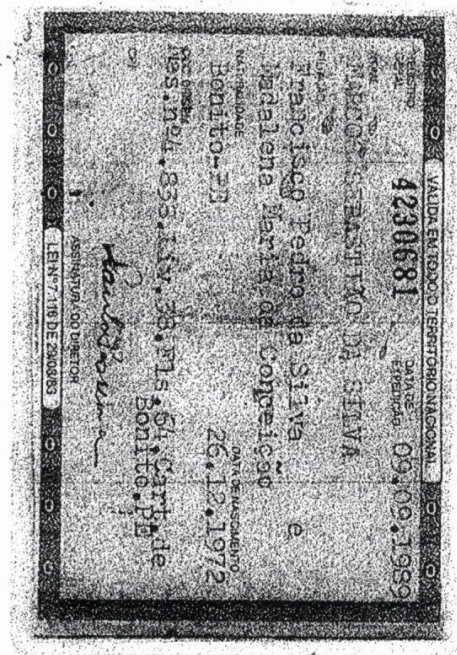 VÁLIDA EM TODO O TERRITÓRIO NACIONAL
REGISTRO GERAL 4230681 DATA DE EXPEDIÇÃO 09.09.1989
NOME
SEBASTIÃO DA SILVA
FILIAÇÃO
Francisco Pedro da Silva e
Madalena Maria da Conceição
NATURALIDADE DATA DE NASCIMENTO
Bonito-PE 26.12.1972
DOC ORIGEM
Nas.nº4.835.Liv.38.Fls.64.Cart.de
Bonito.PE
ASSINATURA DO DIRETOR
LEI Nº 7.116 DE 29/08/83